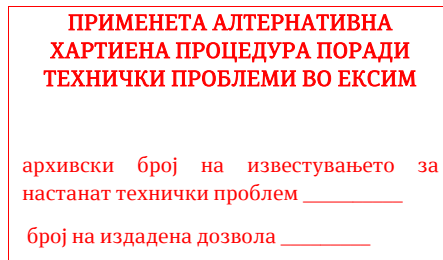 ПРИМЕНЕТА АЛТЕРНАТИВНА
ХАРТИЕНА ПРОЦЕДУРА ПОРАДИ
ТЕХНИЧКИ ПРОБЛЕМИ ВО ЕКСИМ
архивски број на известувањето за
настанат технички проблем __________
број на издадена дозвола _________